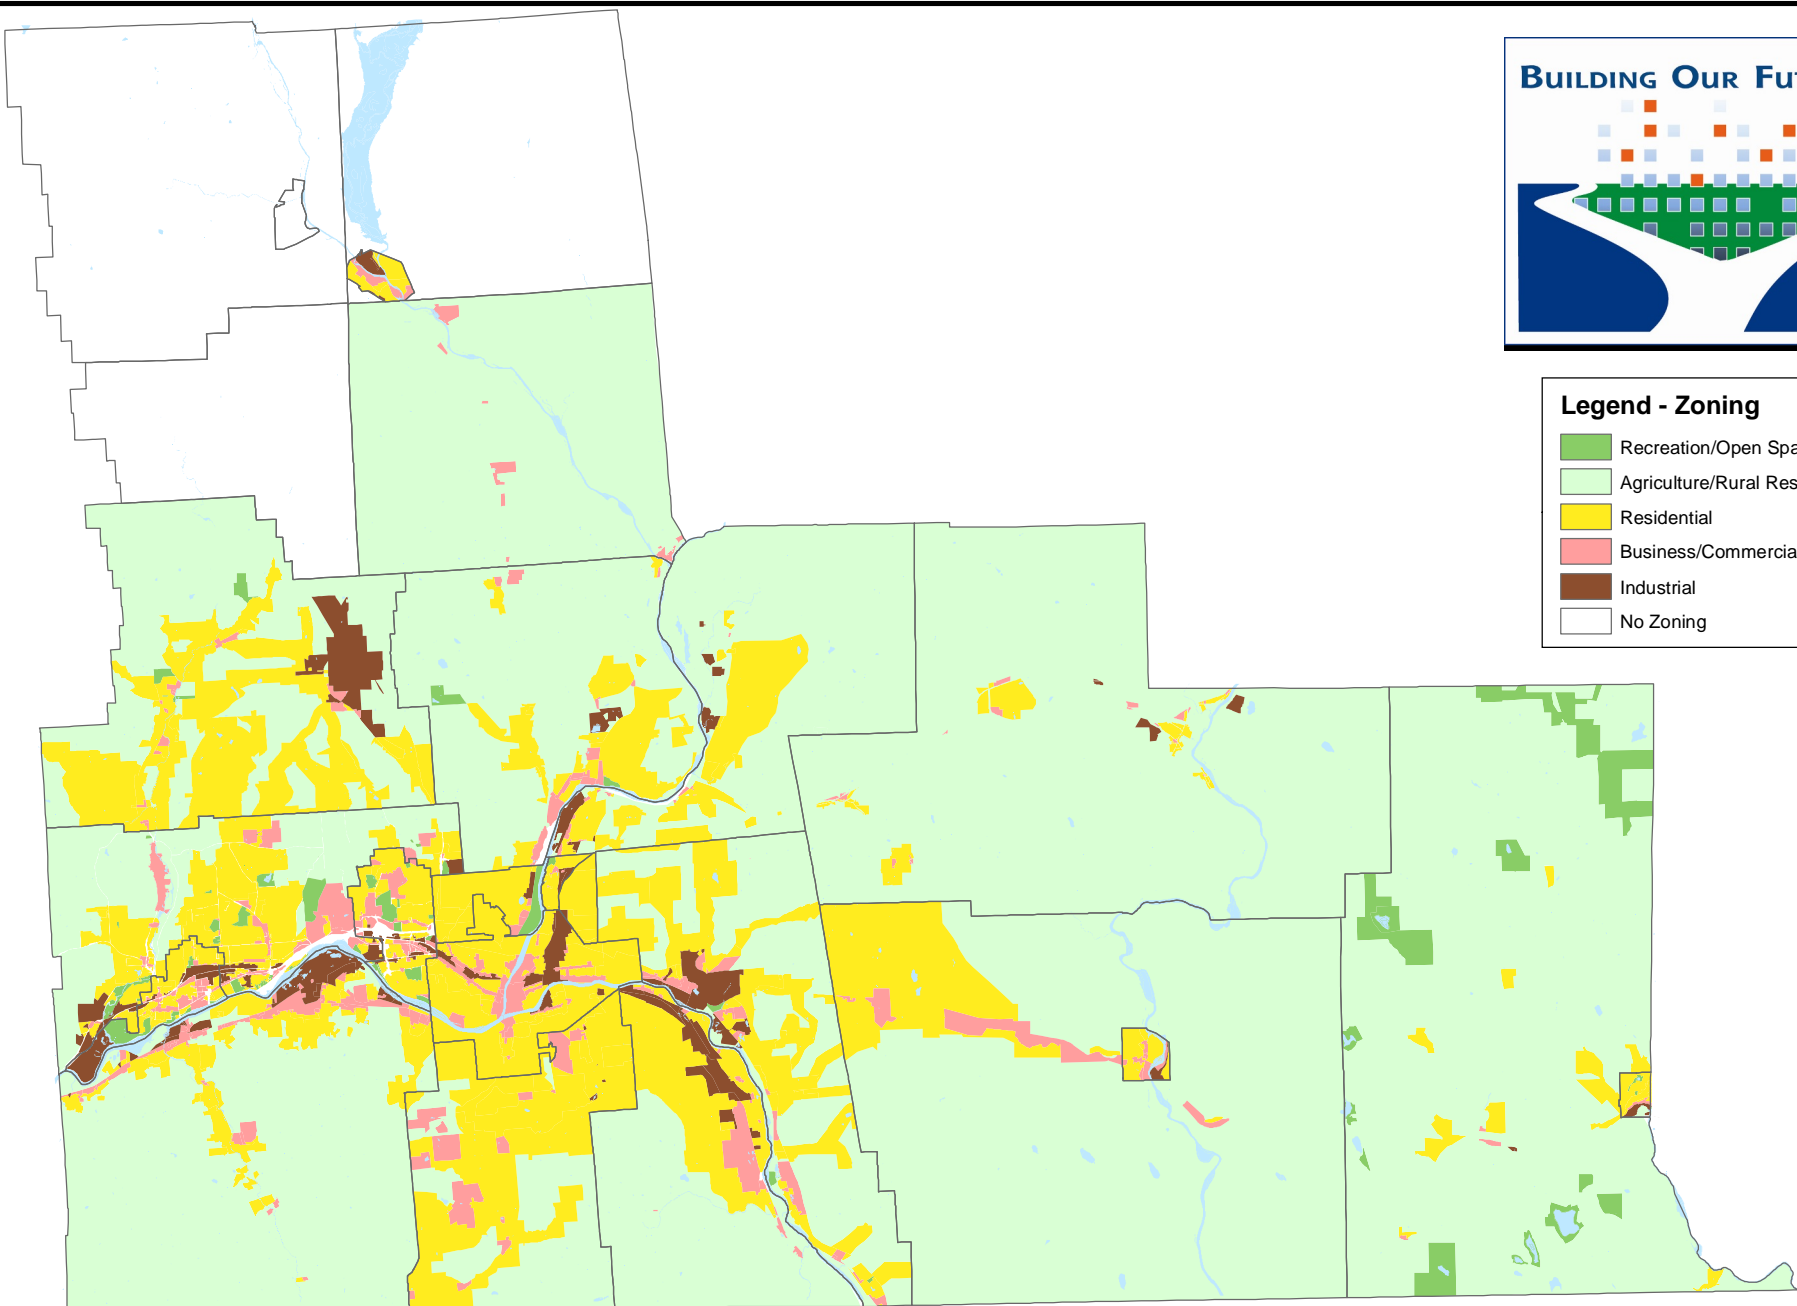 BUILDING OUR FU
Legend - Zoning
Recreation/Open Spa
Agriculture/Rural Res
Residential
Business/Commercia
Industrial
No Zoning